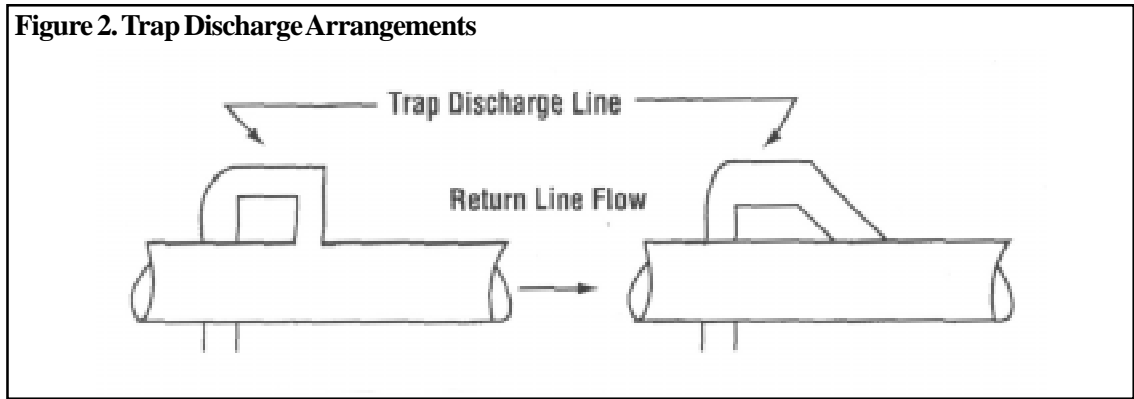 Figure 2. Trap Discharge Arrangements
Trap Discharge Line
Return Line Flow